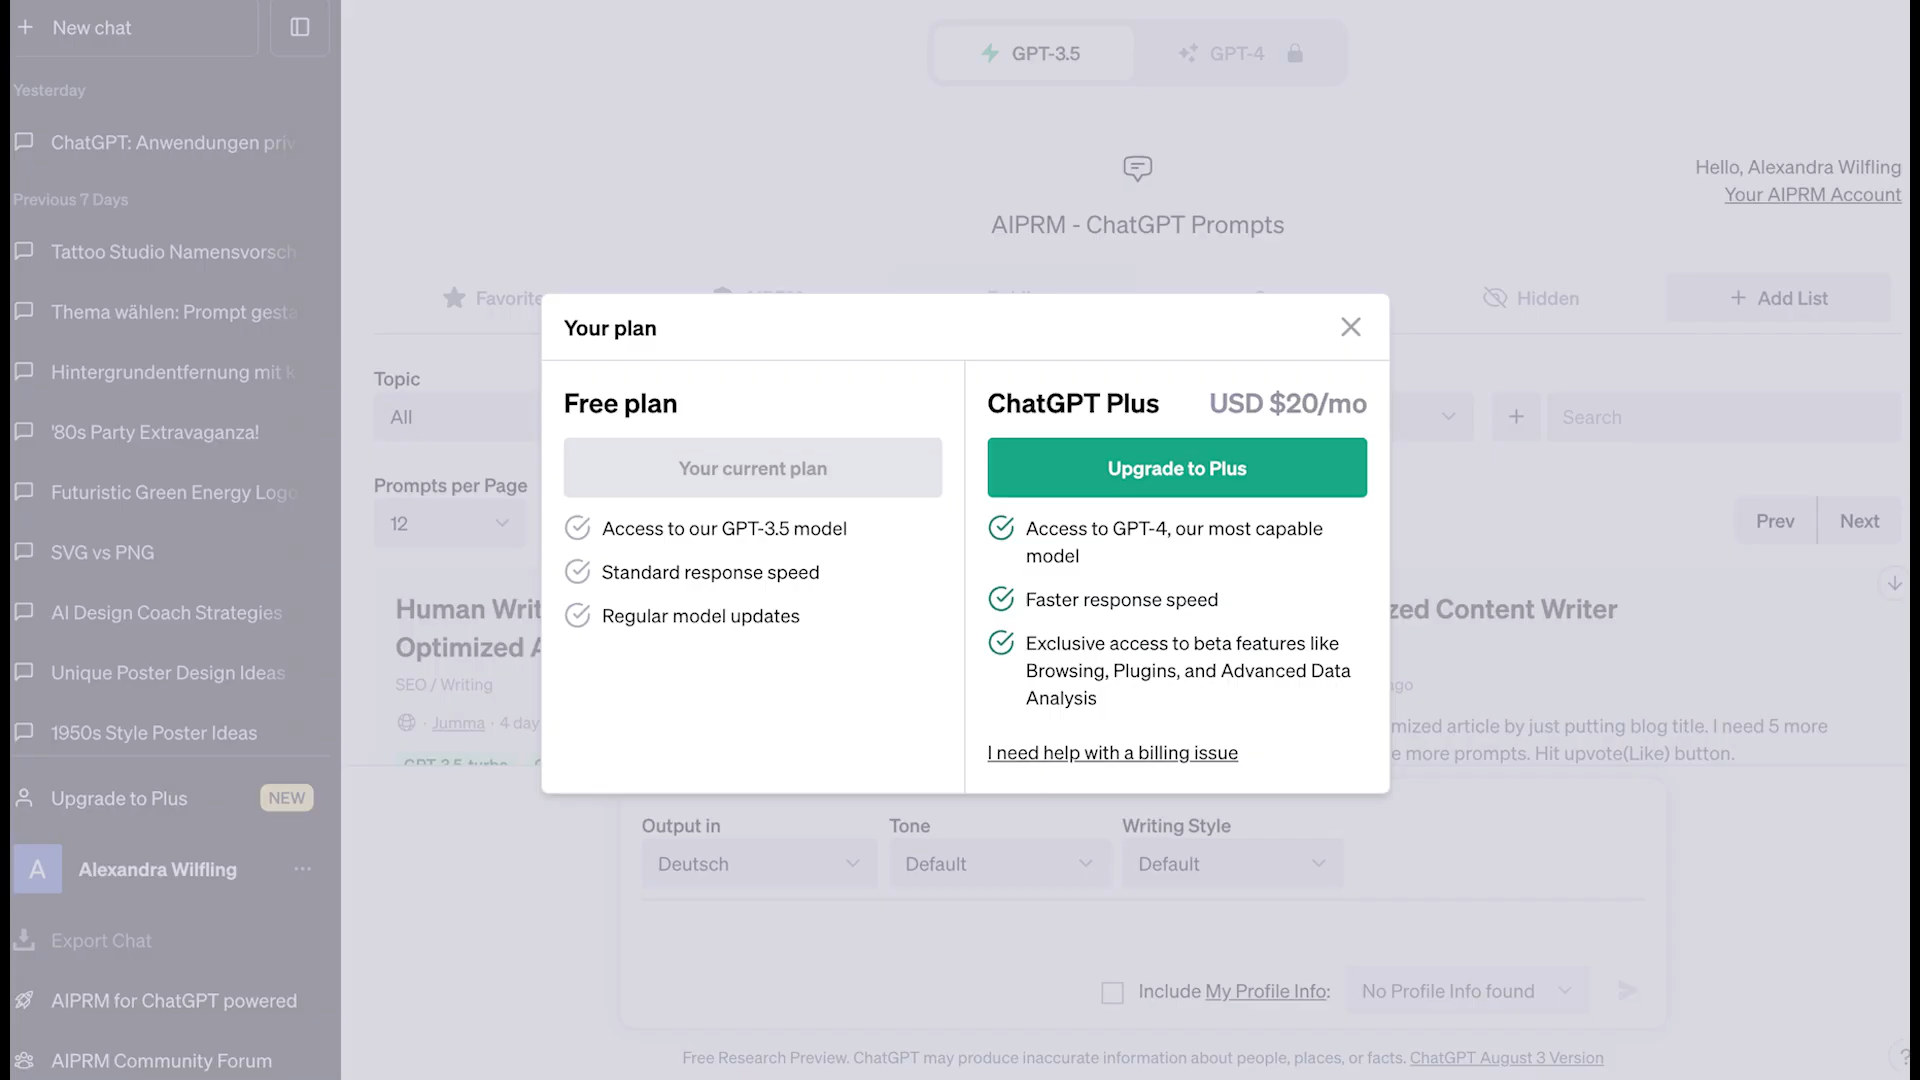 New chat
Yesterday
ChatGPT: Anwendungen priv
Previous 7 Days
Tattoo Studio Namensvorsch
Thema wählen: Prompt gesta
Hintergrundentfernung mit k
'80s Party Extravaganza!
Futuristic Green Energy Logo
SVG vs PNG
AI Design Coach Strategies
Unique Poster Design Ideas
1950s Style Poster Ideas
Upgrade to Plus NEW
A Alexandra Wilfling
Export Chat
AIPRM for ChatGPT powered
AIPRM Community Forum
GPT-3.5 GPT-4
Hello, Alexandra Wilfling
Your AIPRM Account
AIPRM - ChatGPT Prompts
Favorite Hidden + Add List
Topic
All
Search
Prompts per Page
12
Prev Next
Human Writ
Optimized A
SEO / Writing
· Jumma · 4 day
GPT-3.5-turbo
zed Content Writer
go
mized article by just putting blog title. I need 5 more
e more prompts. Hit upvote(Like) button.
Your plan
Free plan
Your current plan
Access to our GPT-3.5 model
Standard response speed
Regular model updates
ChatGPT Plus USD $20/mo
Upgrade to Plus
Access to GPT-4, our most capable
model
Faster response speed
Exclusive access to beta features like
Browsing, Plugins, and Advanced Data
Analysis
I need help with a billing issue
Output in Tone Writing Style
Deutsch Default Default
Include My Profile Info: No Profile Info found
Free Research Preview. ChatGPT may produce inaccurate information about people, places, or facts. ChatGPT August 3 Version
?